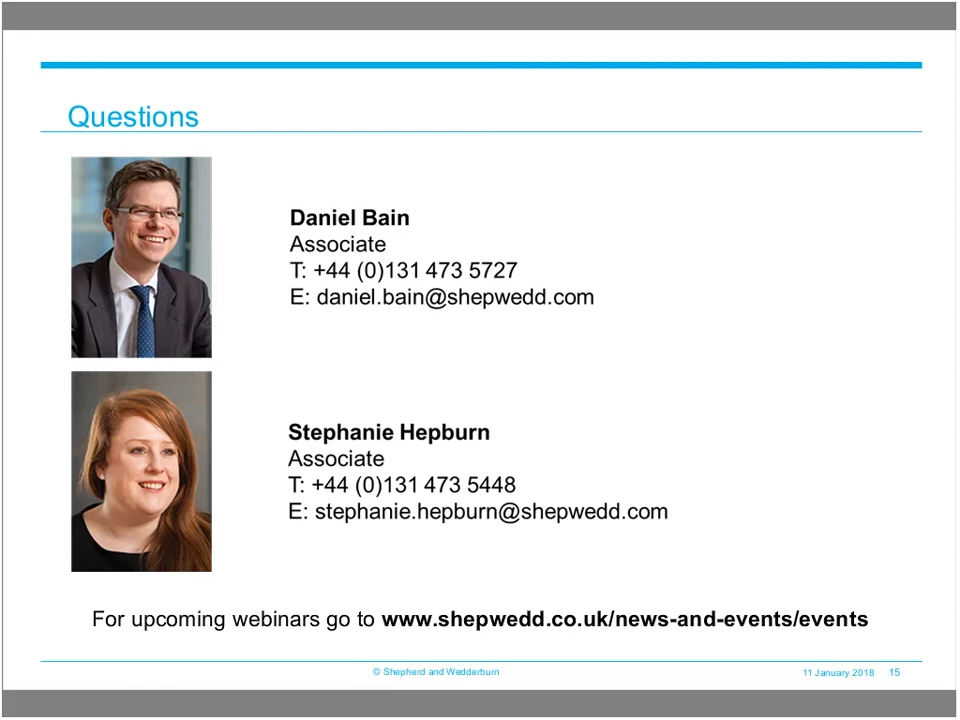 Questions
Daniel Bain
Associate
T: +44 (0)131 473 5727
E: daniel.bain@shepwedd.com
Stephanie Hepburn
Associate
T: +44 (0)131 473 5448
E: stephanie.hepburn@shepwedd.com
For upcoming webinars go to www.shepwedd.co.uk/news-and-events/events
© Shepherd and Wedderburn
11 January 2018 15